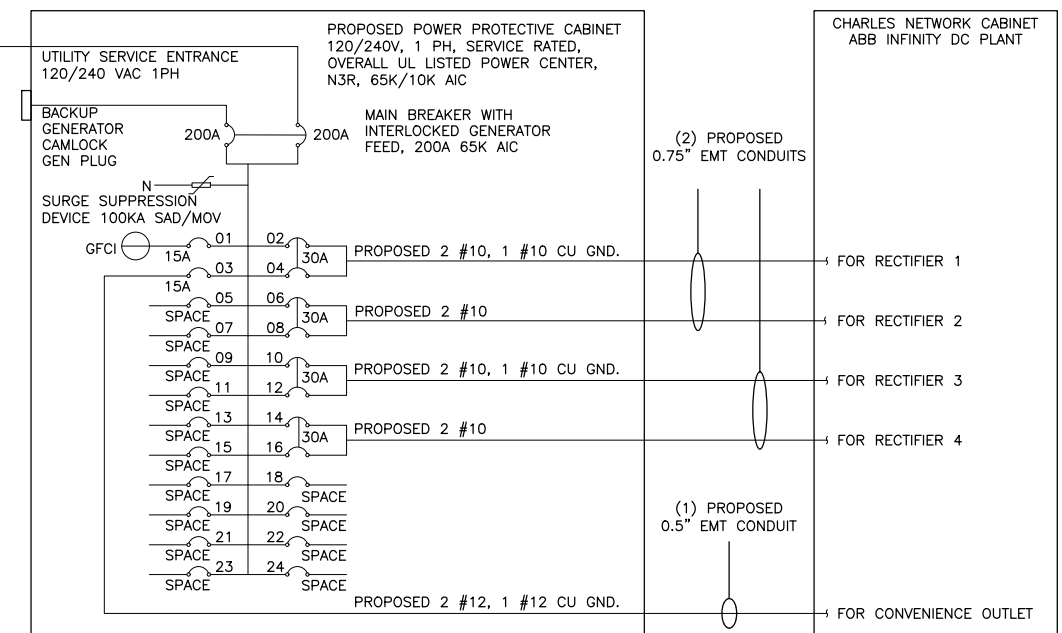 PROPOSED POWER PROTECTIVE CABINET
120/240V, 1 PH, SERVICE RATED,
OVERALL UL LISTED POWER CENTER,
N3R, 65K/10K AIC
CHARLES NETWORK CABINET
ABB INFINITY DC PLANT
UTILITY SERVICE ENTRANCE
120/240 VAC 1PH
BACKUP
GENERATOR
CAMLOCK
GEN PLUG
200A
200A
MAIN BREAKER WITH
INTERLOCKED GENERATOR
FEED, 200A 65K AIC
(2) PROPOSED
0.75" EMT CONDUITS
N
SURGE SUPPRESSION
DEVICE 100KA SAD/MOV
GFCI
15A
01
02
30A
PROPOSED 2 #10, 1 #10 CU GND.
FOR RECTIFIER 1
15A
03
04
SPACE
05
06
30A
PROPOSED 2 #10
FOR RECTIFIER 2
SPACE
07
08
SPACE
09
10
30A
PROPOSED 2 #10, 1 #10 CU GND.
FOR RECTIFIER 3
SPACE
11
12
SPACE
13
14
30A
PROPOSED 2 #10
FOR RECTIFIER 4
SPACE
15
16
SPACE
17
18
SPACE
SPACE
19
20
SPACE
SPACE
21
22
SPACE
SPACE
23
24
SPACE
(1) PROPOSED
0.5" EMT CONDUIT
PROPOSED 2 #12, 1 #12 CU GND.
FOR CONVENIENCE OUTLET